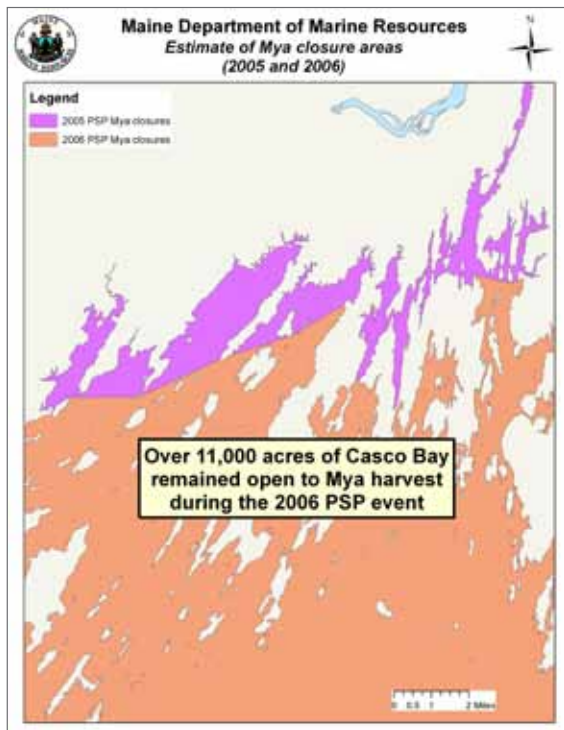 Maine Department of Marine Resources
Estimate of Mya closure areas
(2005 and 2006)
N
Legend
2005 PSP Mya closures
2006 PSP Mya closures
Over 11,000 acres of Casco Bay
remained open to Mya harvest
during the 2006 PSP event
0 0.5 1 2 Miles